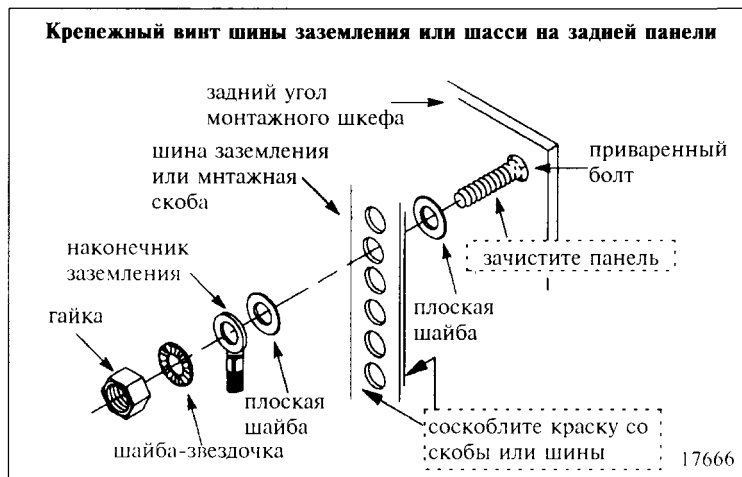 Крепежный винт шины заземления или шасси на задней панели
задний угол
монтажного шкефа
шина заземления
или мнтажная
скоба
приваренный
болт
наконечник
заземления
зачистите панель
плоская
шайба
гайка
плоская
шайба
шайба-звездочка
соскоблите краску со
скобы или шины
17666